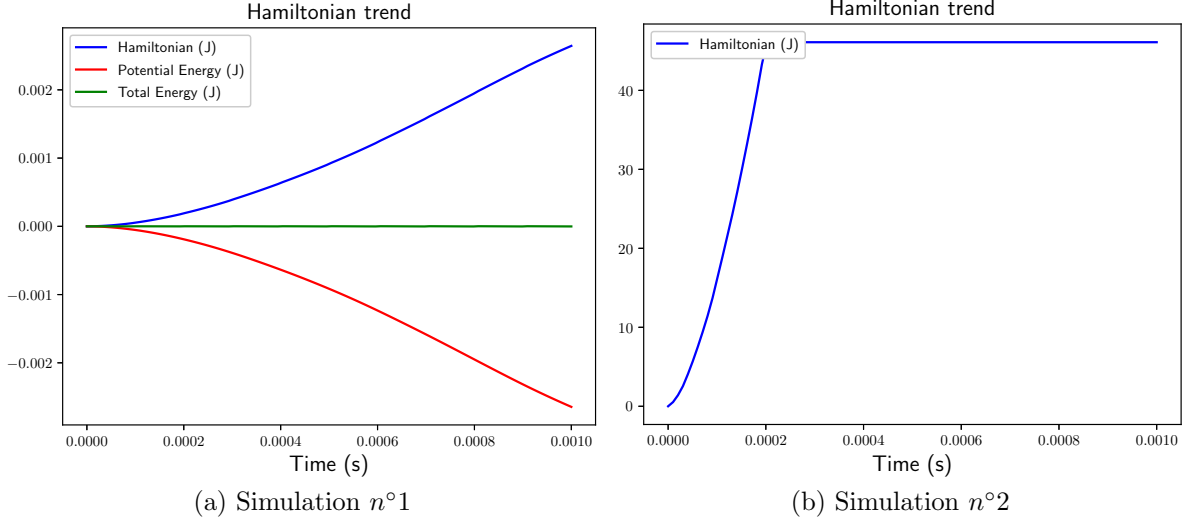 Hamiltonian trend
Hamiltonian (J)
Potential Energy (J)
Total Energy (J)
0.002
0.001
0.000
−0.001
−0.002
0.0000 0.0002 0.0004 0.0006 0.0008 0.0010
Time (s)
(a) Simulation n°1
Hamiltonian trend
Hamiltonian (J)
40
30
20
10
0
0.0000 0.0002 0.0004 0.0006 0.0008 0.0010
Time (s)
(b) Simulation n°2